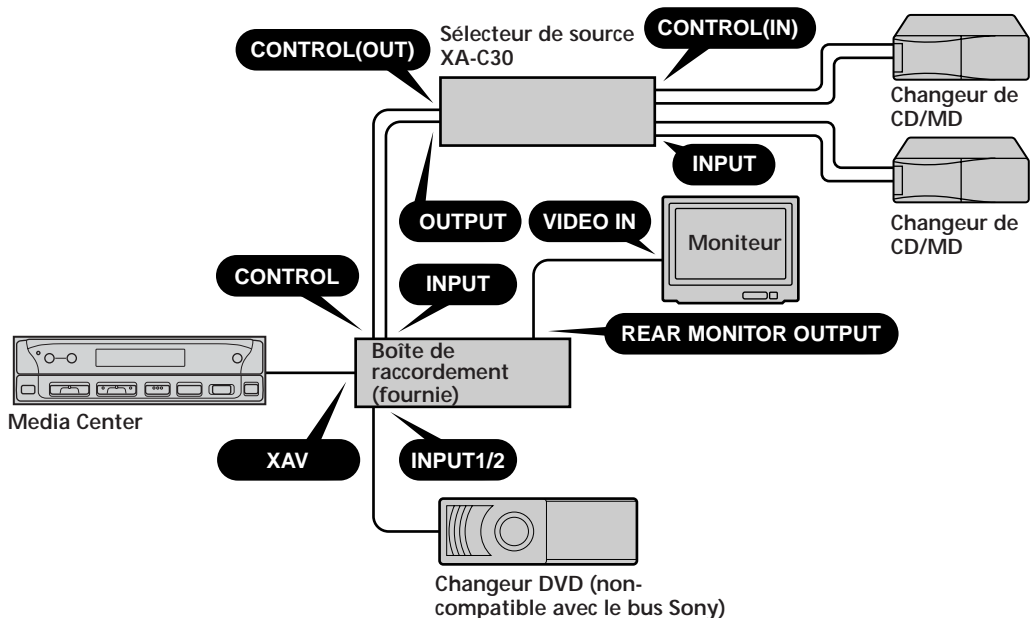 Sélecteur de source
XA-C30
CONTROL(OUT)
CONTROL(IN)
Changeur de
CD/MD
INPUT
Changeur de
CD/MD
OUTPUT
VIDEO IN
Moniteur
CONTROL
INPUT
REAR MONITOR OUTPUT
Boîte de
raccordement
(fournie)
Media Center
XAV
INPUT1/2
Changeur DVD (non-
compatible avec le bus Sony)